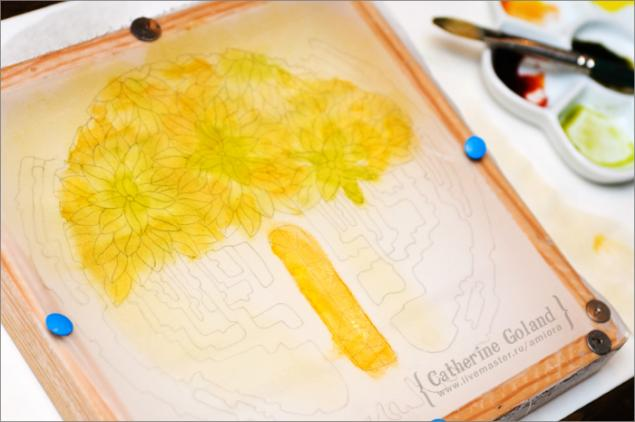 { Catherine Goland }
www.livemaster.ru/amiora